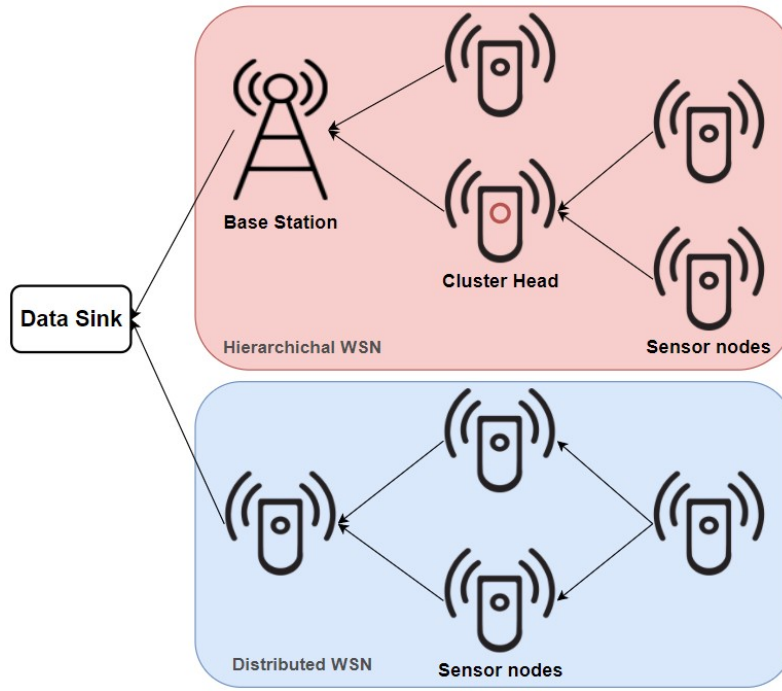 Base Station
Cluster Head
Data Sink
Sensor nodes
Hierarchichal WSN
Distributed WSN
Sensor nodes